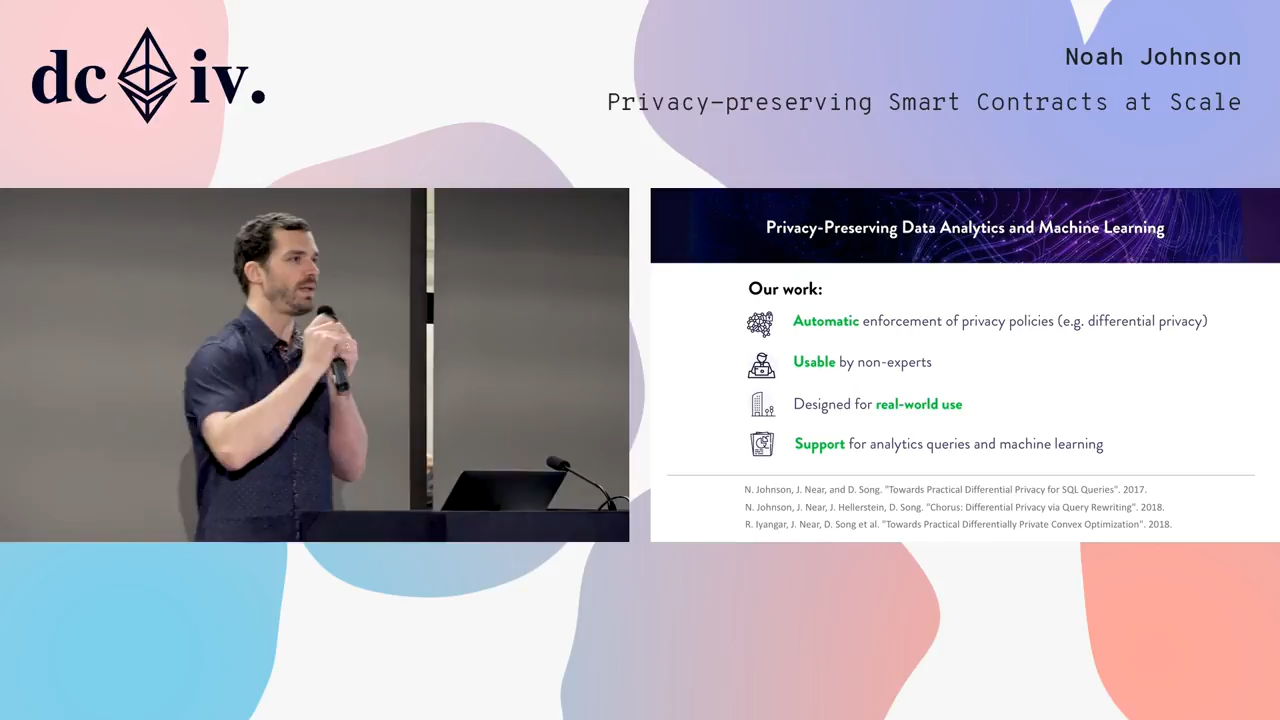 dc iv.
Noah Johnson
Privacy-preserving Smart Contracts at Scale
Privacy-Preserving Data Analytics and Machine Learning
Our work:
Automatic enforcement of privacy policies (e.g. differential privacy)
Usable by non-experts
Designed for real-world use
Support for analytics queries and machine learning
N. Johnson, J. Near, and D. Song. "Towards Practical Differential Privacy for SQL Queries". 2017.
N. Johnson, J. Near, J. Hellerstein, D. Song. "Chorus: Differential Privacy via Query Rewriting". 2018.
R. Iyangar, J. Near, D. Song et al. "Towards Practical Differentially Private Convex Optimization". 2018.